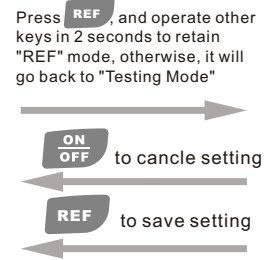 Press REF , and operate other
keys in 2 seconds to retain
"REF" mode, otherwise, it will
go back to "Testing Mode"
ON
OFF to cancle setting
REF to save setting